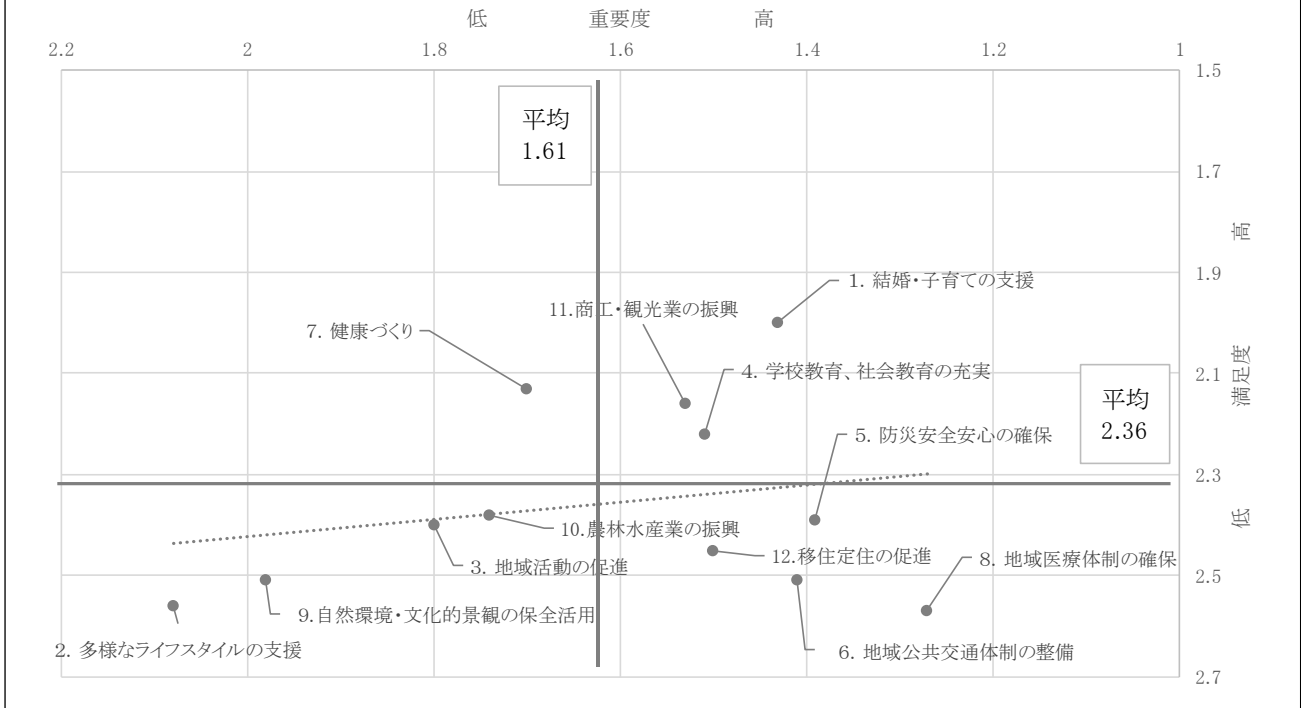 低 重要度 高
2.2 2 1.8 1.6 1.4 1.2 1
1.5
平均
1.61
1.7
高
1.9
1. 結婚・子育ての支援
11.商工・観光業の振興
7. 健康づくり
満足度
2.1
4. 学校教育、社会教育の充実
平均
2.36
5. 防災安全安心の確保
2.3
低
10.農林水産業の振興
12.移住定住の促進
8. 地域医療体制の確保
3. 地域活動の促進
2.5
9.自然環境・文化的景観の保全活用
2. 多様なライフスタイルの支援
6. 地域公共交通体制の整備
2.7